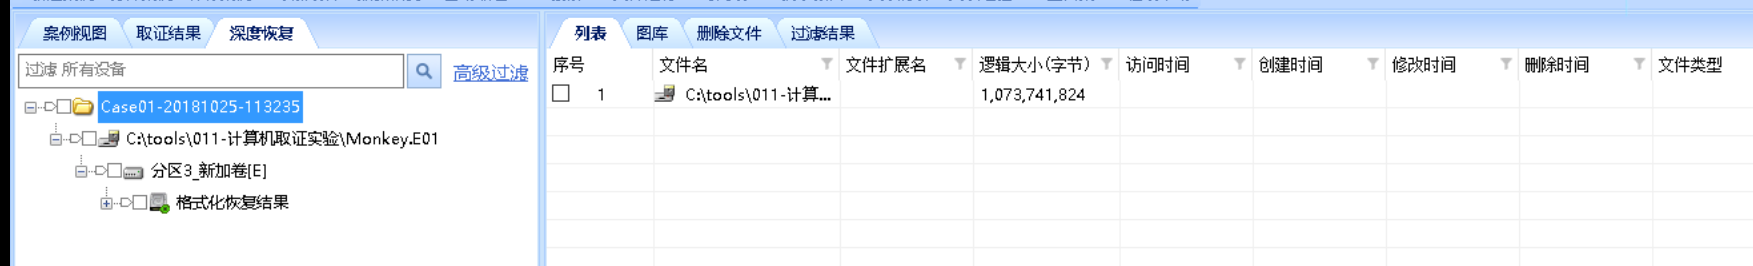 案例视图 取证结果 深度恢复
过滤 所有设备 高级过滤
Case01-20181025-113235
C:\tools\011-计算机取证实验\Monkey.E01
分区3_新加卷[E]
格式化恢复结果
列表 图库 删除文件 过滤结果
序号 文件名 文件扩展名 逻辑大小(字节) 访问时间 创建时间 修改时间 删除时间 文件类型
1 C:\tools\011-计算... 1,073,741,824